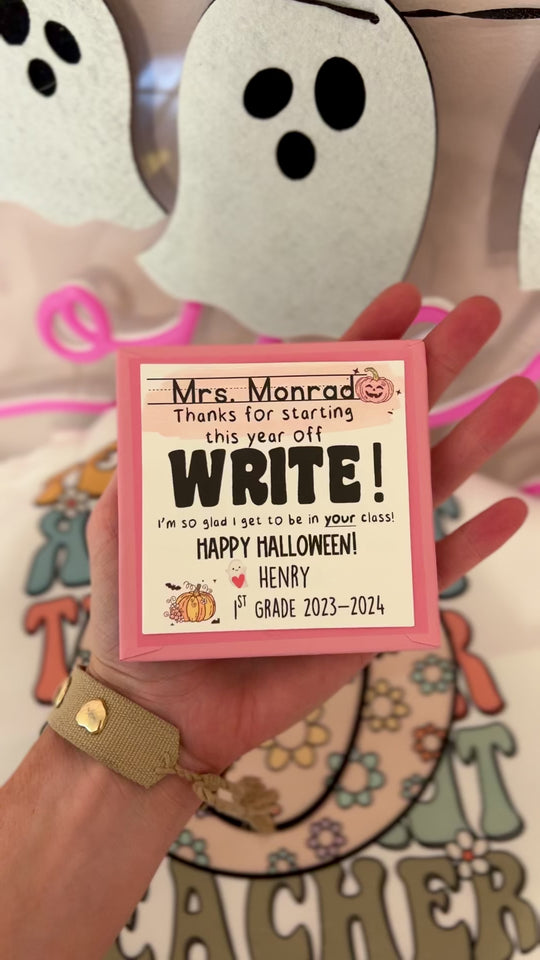 Mrs. Monrad
Thanks for starting
this year off
WRITE!
I'm so glad I get to be in your class!
HAPPY HALLOWEEN!
HENRY
1ST GRADE 2023–2024
TEACHER